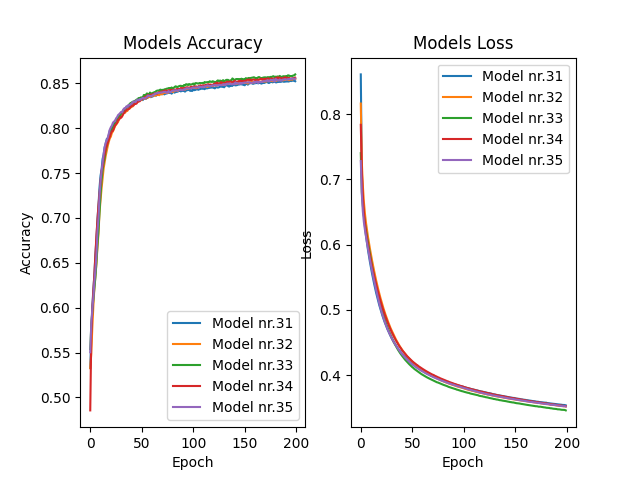 Models Accuracy
Accuracy
0.85
0.80
0.75
0.70
0.65
0.60
0.55
0.50
Model nr.31
Model nr.32
Model nr.33
Model nr.34
Model nr.35
0 50 100 150 200
Epoch
Models Loss
Loss
0.8
0.7
0.6
0.5
0.4
Model nr.31
Model nr.32
Model nr.33
Model nr.34
Model nr.35
0 50 100 150 200
Epoch